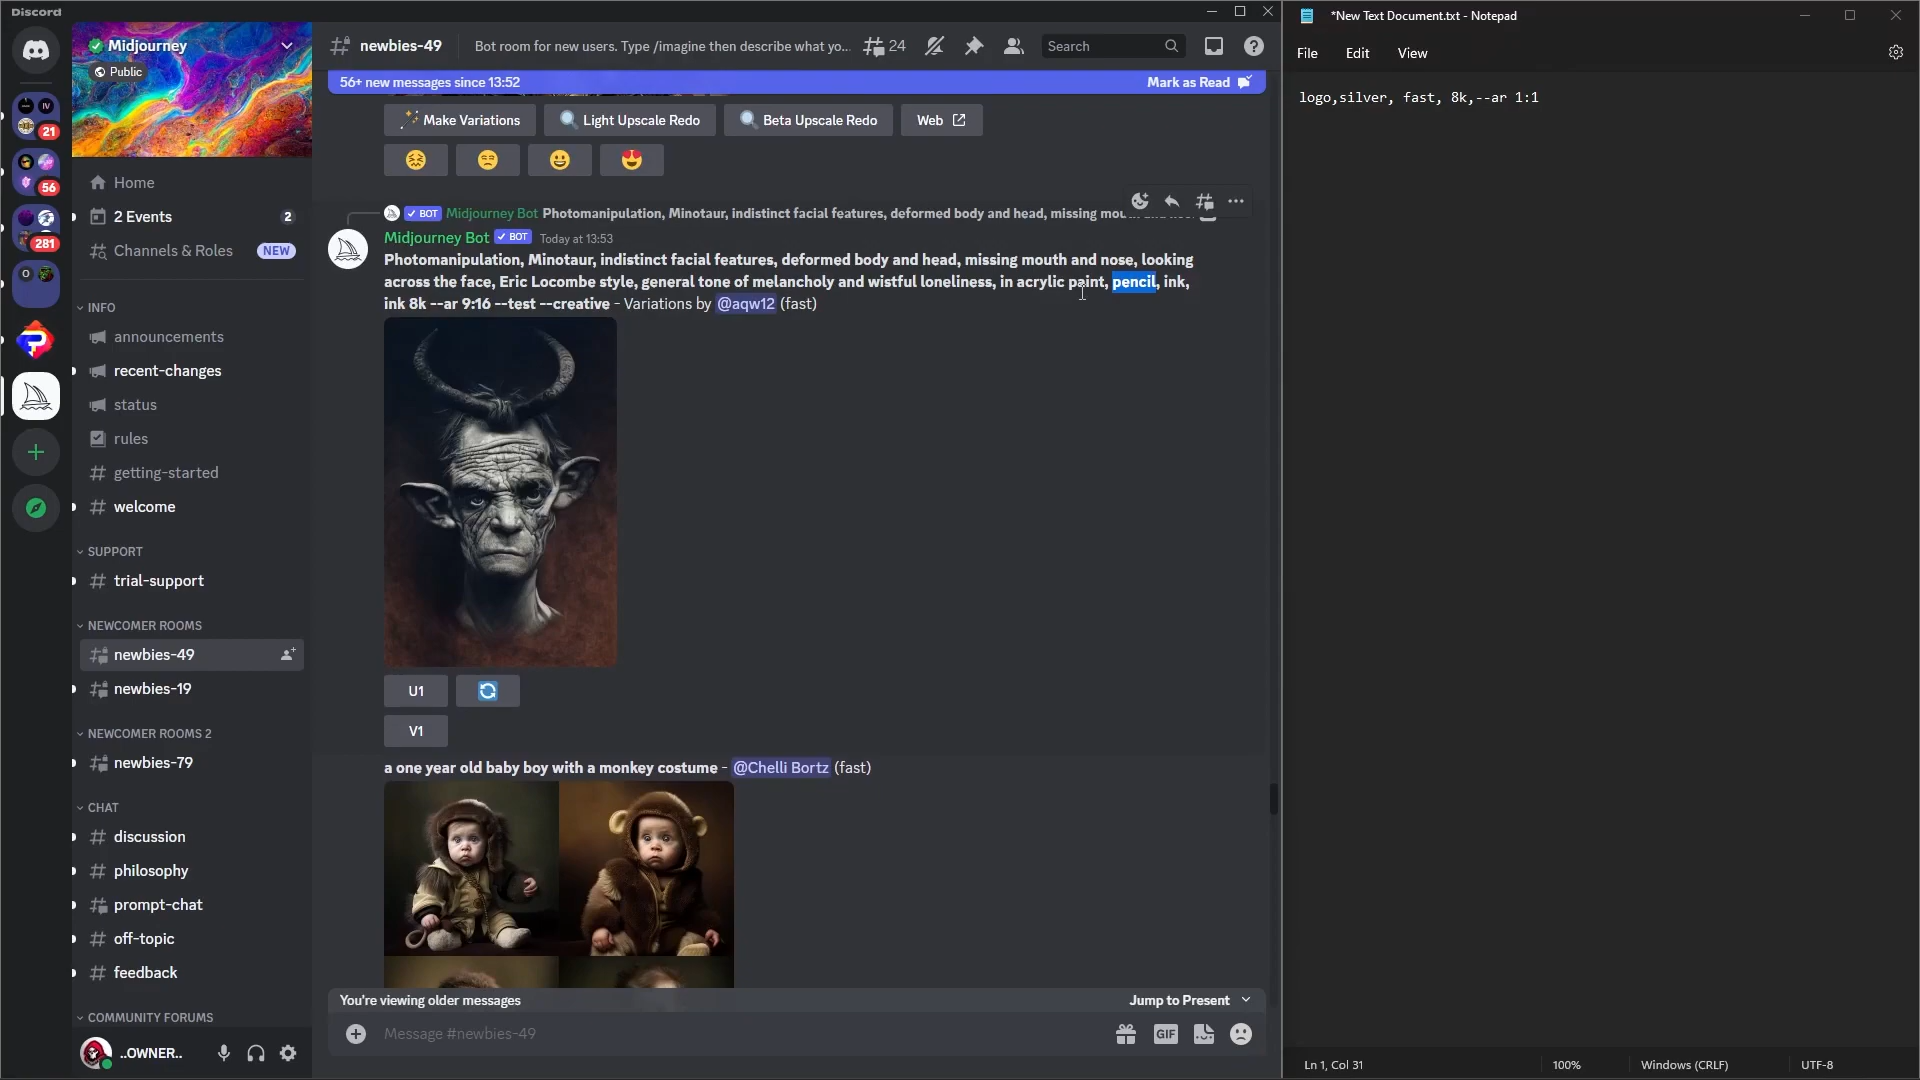 Discord
Midjourney
Public
Home
2 Events
2
Channels & Roles
NEW
INFO
announcements
recent-changes
status
rules
getting-started
welcome
SUPPORT
trial-support
NEWCOMER ROOMS
newbies-49
newbies-19
NEWCOMER ROOMS 2
newbies-79
CHAT
discussion
philosophy
prompt-chat
off-topic
feedback
COMMUNITY FORUMS
..OWNER..
21
56
281
newbies-49
Bot room for new users. Type /imagine then describe what yo...
24
Search
56+ new messages since 13:52
Mark as Read
Make Variations
Light Upscale Redo
Beta Upscale Redo
Web
BOT Midjourney Bot Photomanipulation, Minotaur, indistinct facial features, deformed body and head, missing
Midjourney Bot BOT Today at 13:53
Photomanipulation, Minotaur, indistinct facial features, deformed body and head, missing mouth and nose, looking
across the face, Eric Locombe style, general tone of melancholy and wistful loneliness, in acrylic paint, pencil, ink,
ink 8k --ar 9:16 --test --creative - Variations by @aqw12 (fast)
U1
V1
a one year old baby boy with a monkey costume - @Chelli Bortz (fast)
You're viewing older messages
Jump to Present
Message #newbies-49
GIF
*New Text Document.txt - Notepad
File
Edit
View
logo,silver, fast, 8k,--ar 1:1
Ln 1, Col 31
100%
Windows (CRLF)
UTF-8